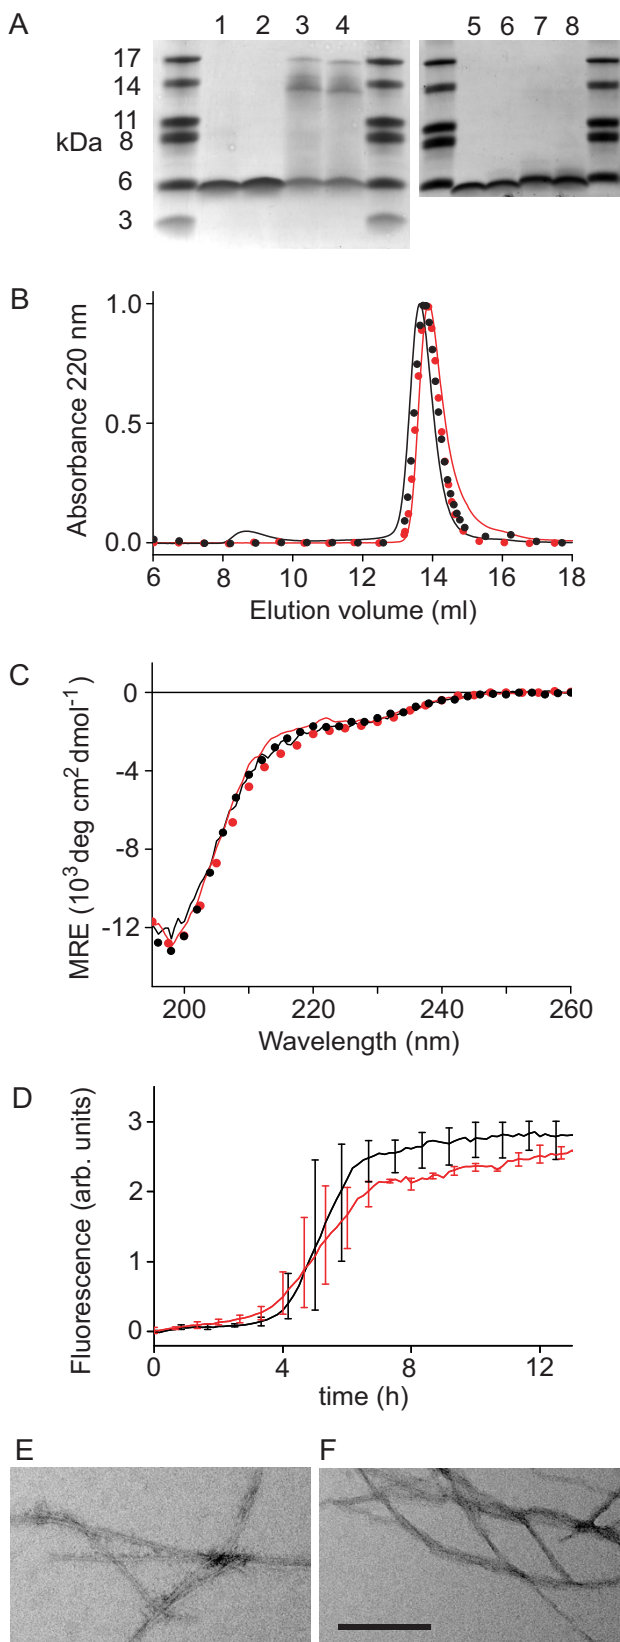 A
1 2 3 4
5 6 7 8
17
14
11
8
kDa
6
3
B
1.0
0.5
0.0
Absorbance 220 nm
6 8 10 12 14 16 18
Elution volume (ml)
C
0
-4
-8
-12
MRE (10³ deg cm² dmol⁻¹)
200 220 240 260
Wavelength (nm)
D
3
2
1
0
Fluorescence (arb. units)
0 4 8 12
time (h)
E
F